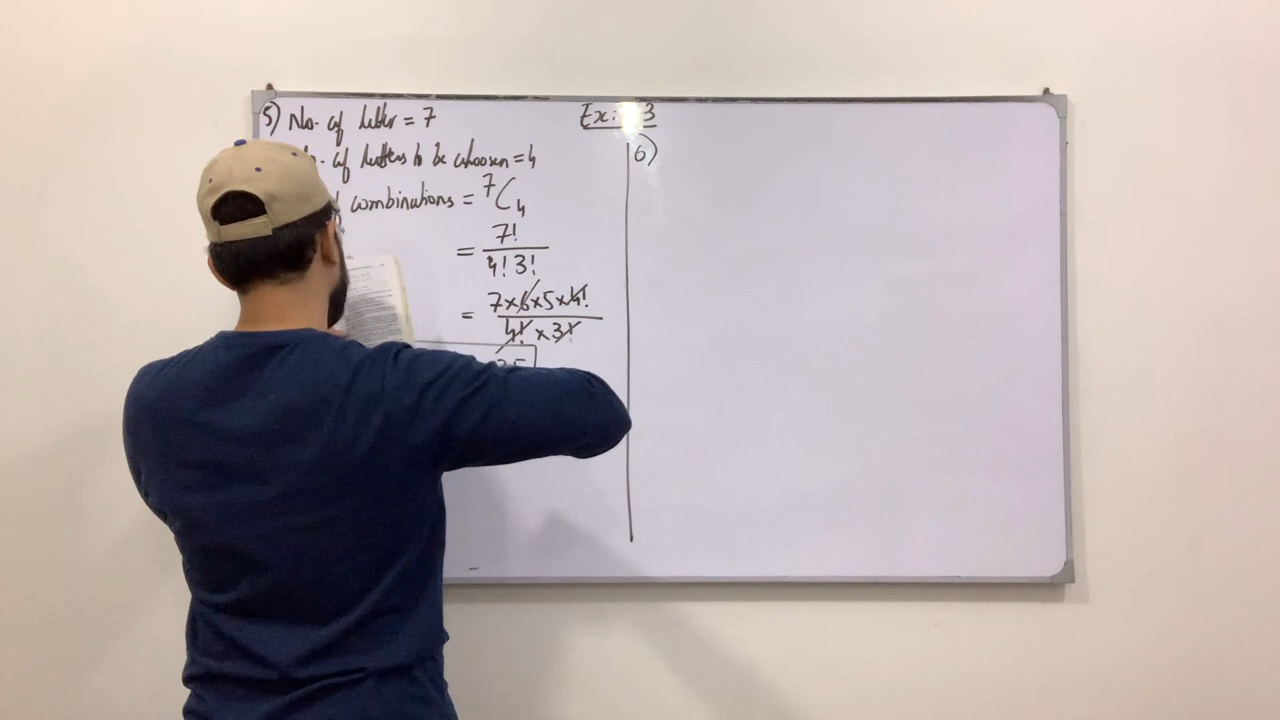 Ex: 3
5) No. of letter = 7
of letters to be choosen = 4
combinations = ⁷C₄
= 7! / 4! 3!
= 7×6×5×4! / 4! × 3!
35
6)